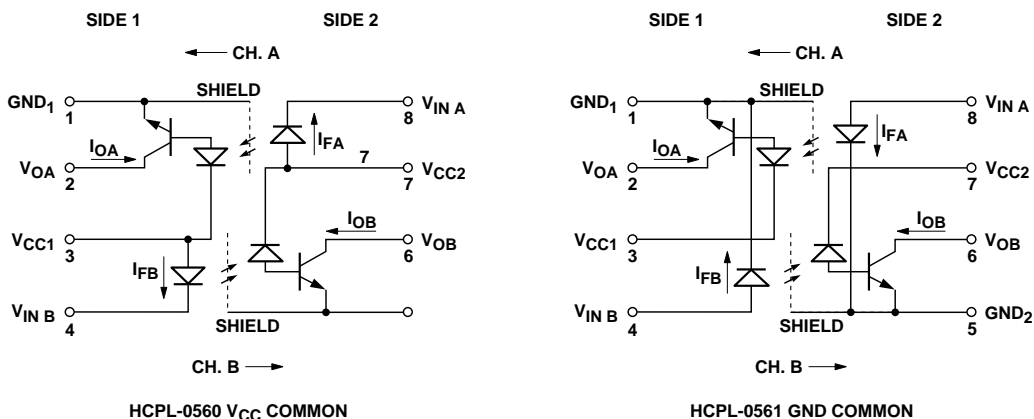 SIDE 1 SIDE 2
CH. A
SHIELD
GND1
1
VIN A
8
IFA
IOA
VOA
2
7
VCC2
7
IOB
VCC1
3
VOB
6
IFB
VIN B
4
SHIELD
CH. B
HCPL-0560 VCC COMMON
SIDE 1 SIDE 2
CH. A
SHIELD
GND1
1
VIN A
8
IFA
IOA
VOA
2
VCC2
7
IOB
VCC1
3
VOB
6
IFB
VIN B
4
GND2
5
SHIELD
CH. B
HCPL-0561 GND COMMON